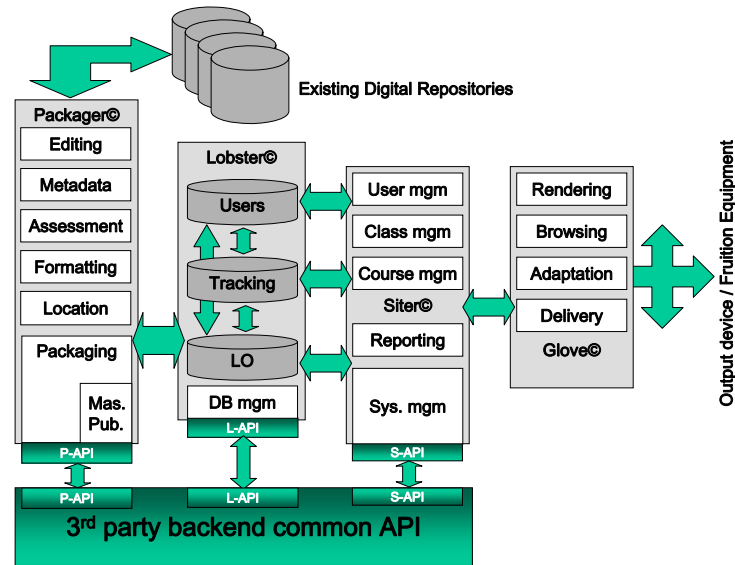 Existing Digital Repositories
Packager©
Editing
Metadata
Assessment
Formatting
Location
Packaging
Mas.
Pub.
P-API
Lobster©
Users
Tracking
LO
DB mgm
L-API
User mgm
Class mgm
Course mgm
Siter©
Reporting
Sys. mgm
S-API
Rendering
Browsing
Adaptation
Delivery
Glove©
Output device / Fruition Equipment
P-API
L-API
S-API
3rd party backend common API